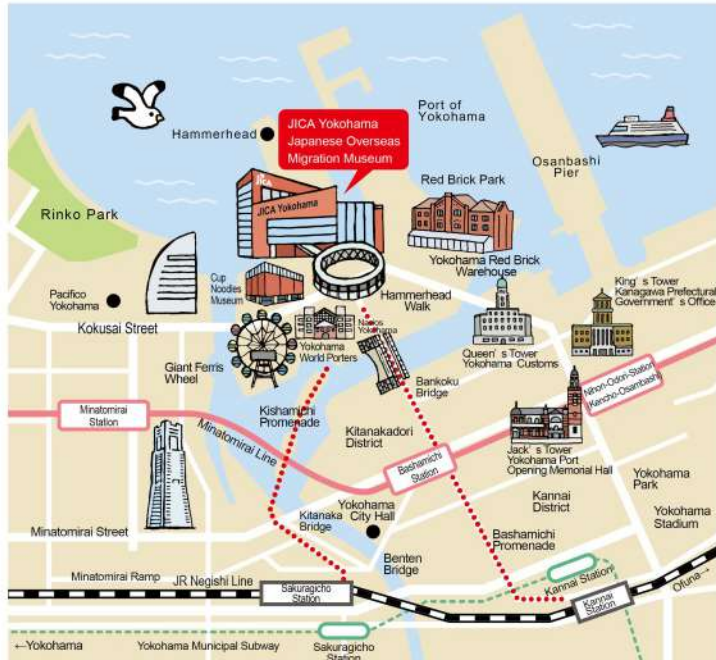 Hammerhead
JICA Yokohama
Japanese Overseas
Migration Museum
Port of
Yokohama
Osanbashi
Pier
JICA
JICA Yokohama
Red Brick Park
Rinko Park
Yokohama Red Brick
Warehouse
King's Tower
Kanagawa Prefectural
Government's Office
Cup
Noodles
Museum
Pacifico
Yokohama
Hammerhead
Walk
Kokusai Street
Navios
Yokohama
Yokohama
World Porters
Queen's Tower
Yokohama Customs
Giant Ferris
Wheel
Bankoku
Bridge
Nihon-Odori-Station
(Kencho-Osambashi)
Kishamichi
Promenade
Minatomirai
Station
Minatomirai Line
Kitanakadori
District
Jack's Tower
Yokohama Port
Opening Memorial Hall
Bashamichi
Station
Yokohama
Park
Kannai
District
Yokohama
Stadium
Yokohama
City Hall
Kitanaka
Bridge
Minatomirai Street
Bashamichi
Promenade
Benten
Bridge
Kannai Station
Ofuna→
Minatomirai Ramp
JR Negishi Line
Sakuragicho
Station
Kannai
Station
←Yokohama
Yokohama Municipal Subway
Sakuragicho
Station